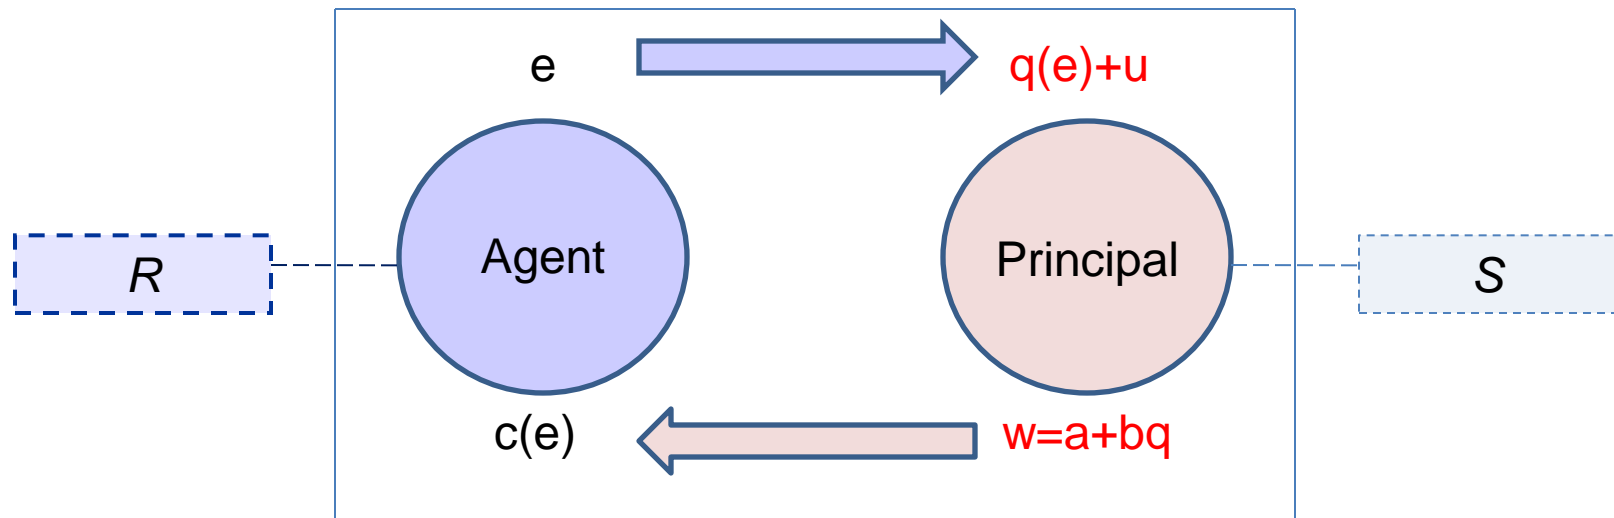 e
q(e)+u
Agent
Principal
R
S
c(e)
w=a+bq